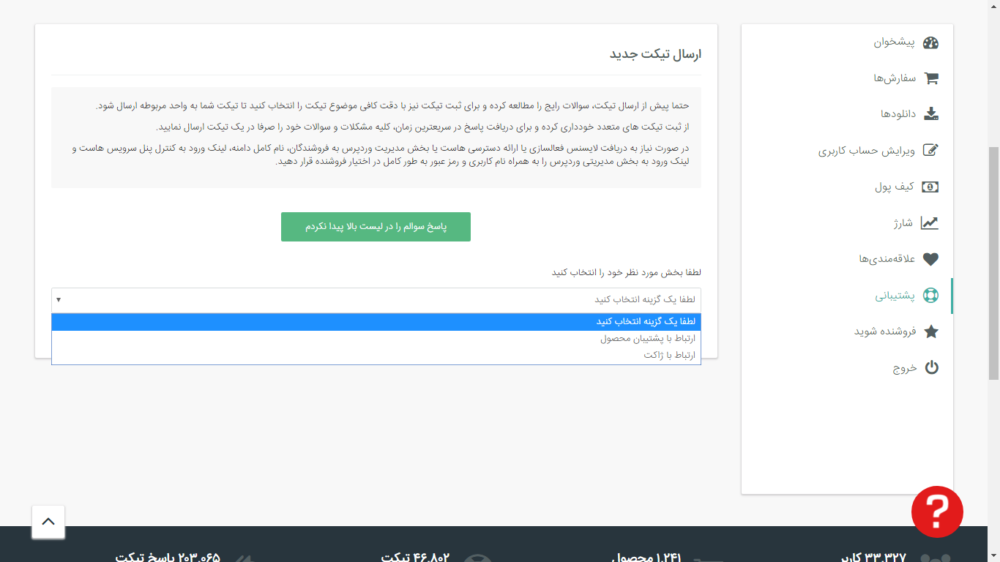 پیشخوان
سفارش‌ها
دانلودها
ویرایش حساب کاربری
کیف پول
شارژ
علاقه‌مندی‌ها
پشتیبانی
فروشنده شوید
خروج
ارسال تیکت جدید
حتما پیش از ارسال تیکت، سوالات رایج را مطالعه کرده و برای ثبت تیکت نیز با دقت کافی موضوع تیکت را انتخاب کنید تا تیکت شما به واحد مربوطه ارسال شود.
از ثبت تیکت های متعدد خودداری کرده و برای دریافت پاسخ در سریعترین زمان، کلیه مشکلات و سوالات خود را صرفا در یک تیکت ارسال نمایید.
در صورت نیاز به دریافت لایسنس فعالسازی یا ارائه دسترسی هاست یا بخش مدیریت وردپرس به فروشندگان، نام کامل دامنه، لینک ورود به کنترل پنل سرویس هاست و
لینک ورود به بخش مدیریتی وردپرس را به همراه نام کاربری و رمز عبور به طور کامل در اختیار فروشنده قرار دهید.
پاسخ سوالم را در لیست بالا پیدا نکردم
لطفا بخش مورد نظر خود را انتخاب کنید
لطفا یک گزینه انتخاب کنید
لطفا یک گزینه انتخاب کنید
ارتباط با پشتیبان محصول
ارتباط با ژاکت
?
۳۳.۳۲۷ کاربر
۱.۲۴۱ محصول
۴۶.۸۰۲ تیکت
۲۰۳.۰۶۵ پاسخ تیکت